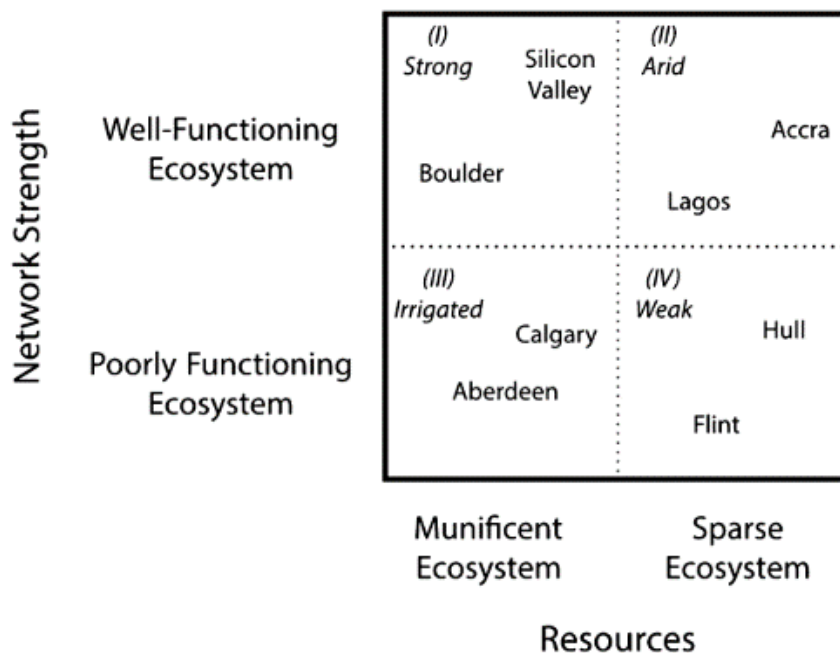 Network Strength
Well-Functioning
Ecosystem
Poorly Functioning
Ecosystem
(I)
Strong
Silicon
Valley
Boulder
(II)
Arid
Accra
Lagos
(III)
Irrigated
Calgary
Aberdeen
(IV)
Weak
Hull
Flint
Munificent
Ecosystem
Sparse
Ecosystem
Resources